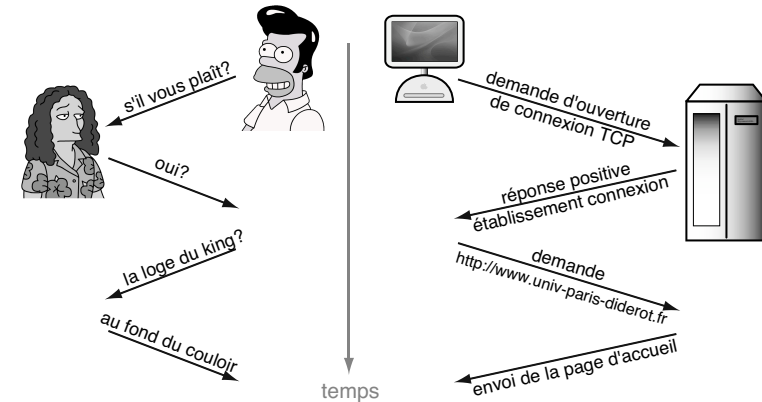 s'il vous plaît?
oui?
la loge du king?
au fond du couloir
temps
demande d'ouverture
de connexion TCP
réponse positive
établissement connexion
demande
http://www.univ-paris-diderot.fr
envoi de la page d'accueil